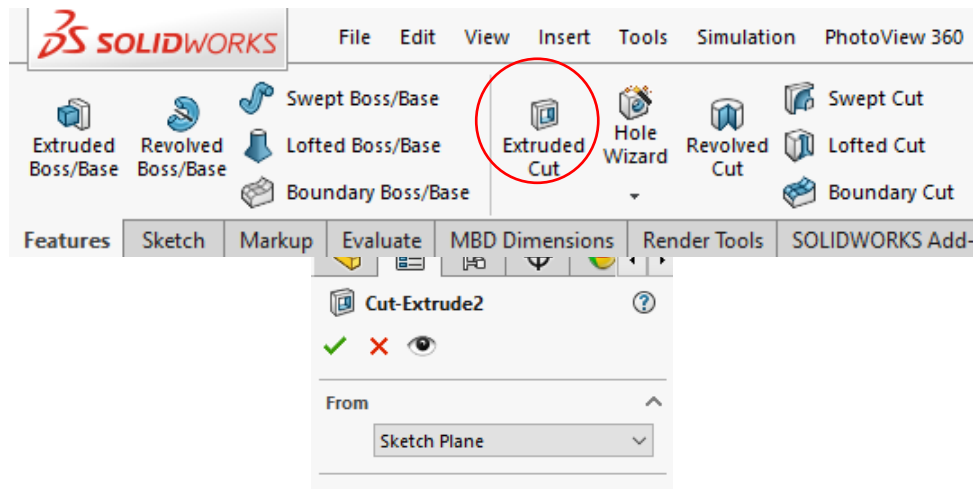 SOLIDWORKS File Edit View Insert Tools Simulation PhotoView 360
Extruded Boss/Base
Revolved Boss/Base
Swept Boss/Base
Lofted Boss/Base
Boundary Boss/Base
Extruded Cut
Hole Wizard
Revolved Cut
Swept Cut
Lofted Cut
Boundary Cut
Features Sketch Markup Evaluate MBD Dimensions Render Tools SOLIDWORKS Add-
Cut-Extrude2
From
Sketch Plane